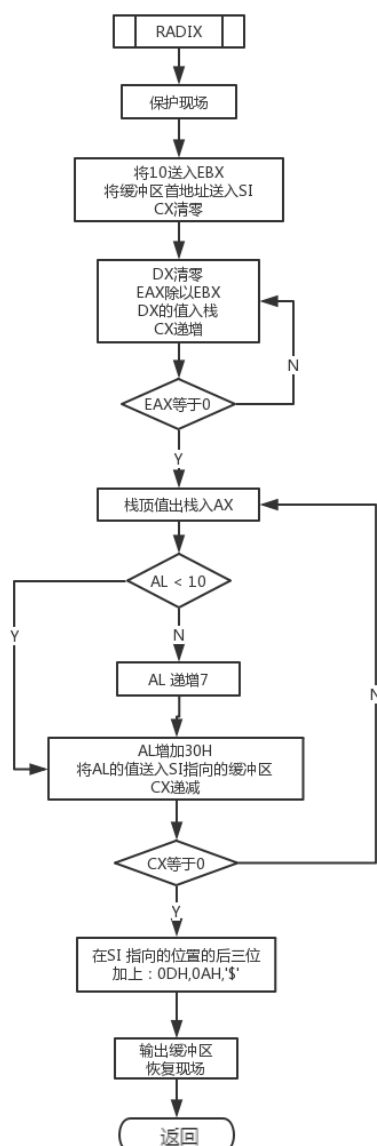 RADIX
保护现场
将10送入EBX
将缓冲区首地址送入SI
CX清零
DX清零
EAX除以EBX
DX的值入栈
CX递增
N
EAX等于0
Y
栈顶值出栈入AX
AL < 10
Y
N
N
AL 递增7
AL增加30H
将AL的值送入SI指向的缓冲区
CX递减
CX等于0
Y
在SI 指向的位置的后三位
加上：0DH,0AH,'$'
输出缓冲区
恢复现场
返回